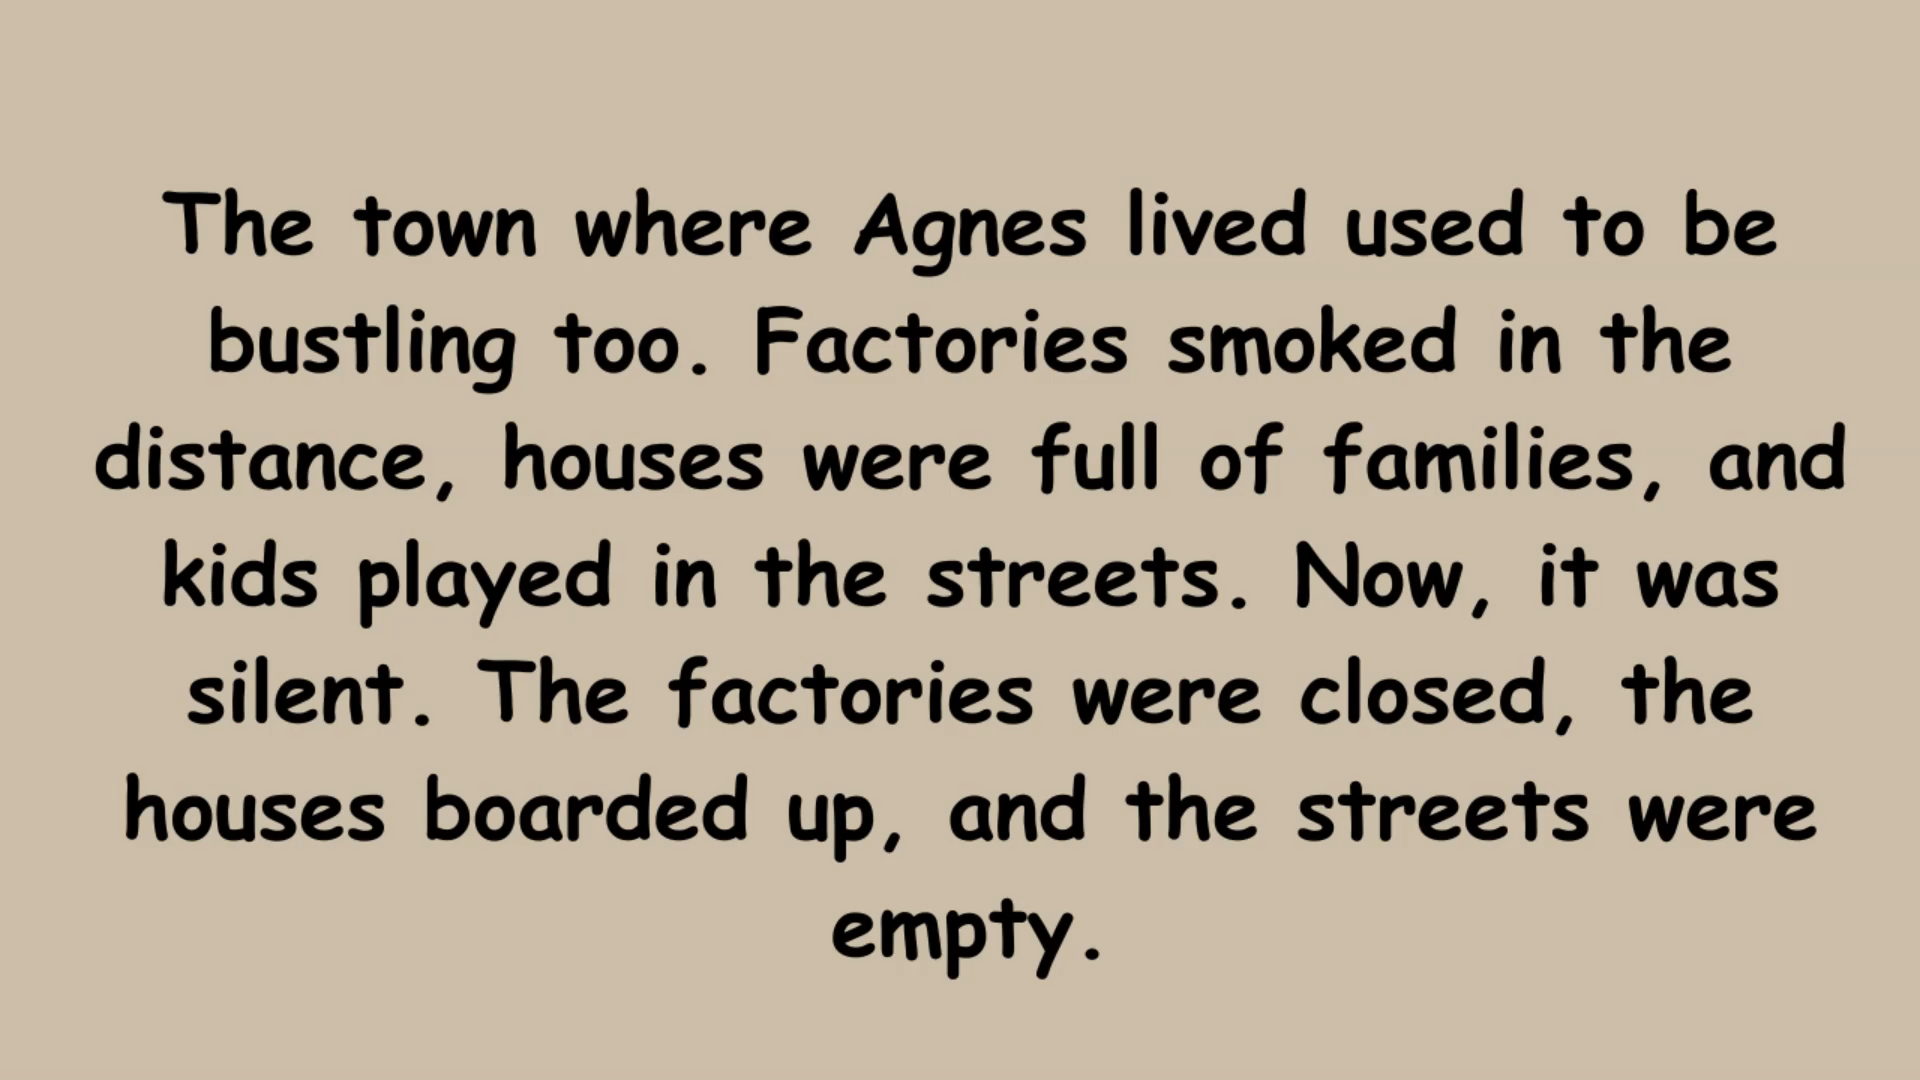 The town where Agnes lived used to be
bustling too. Factories smoked in the
distance, houses were full of families, and
kids played in the streets. Now, it was
silent. The factories were closed, the
houses boarded up, and the streets were
empty.